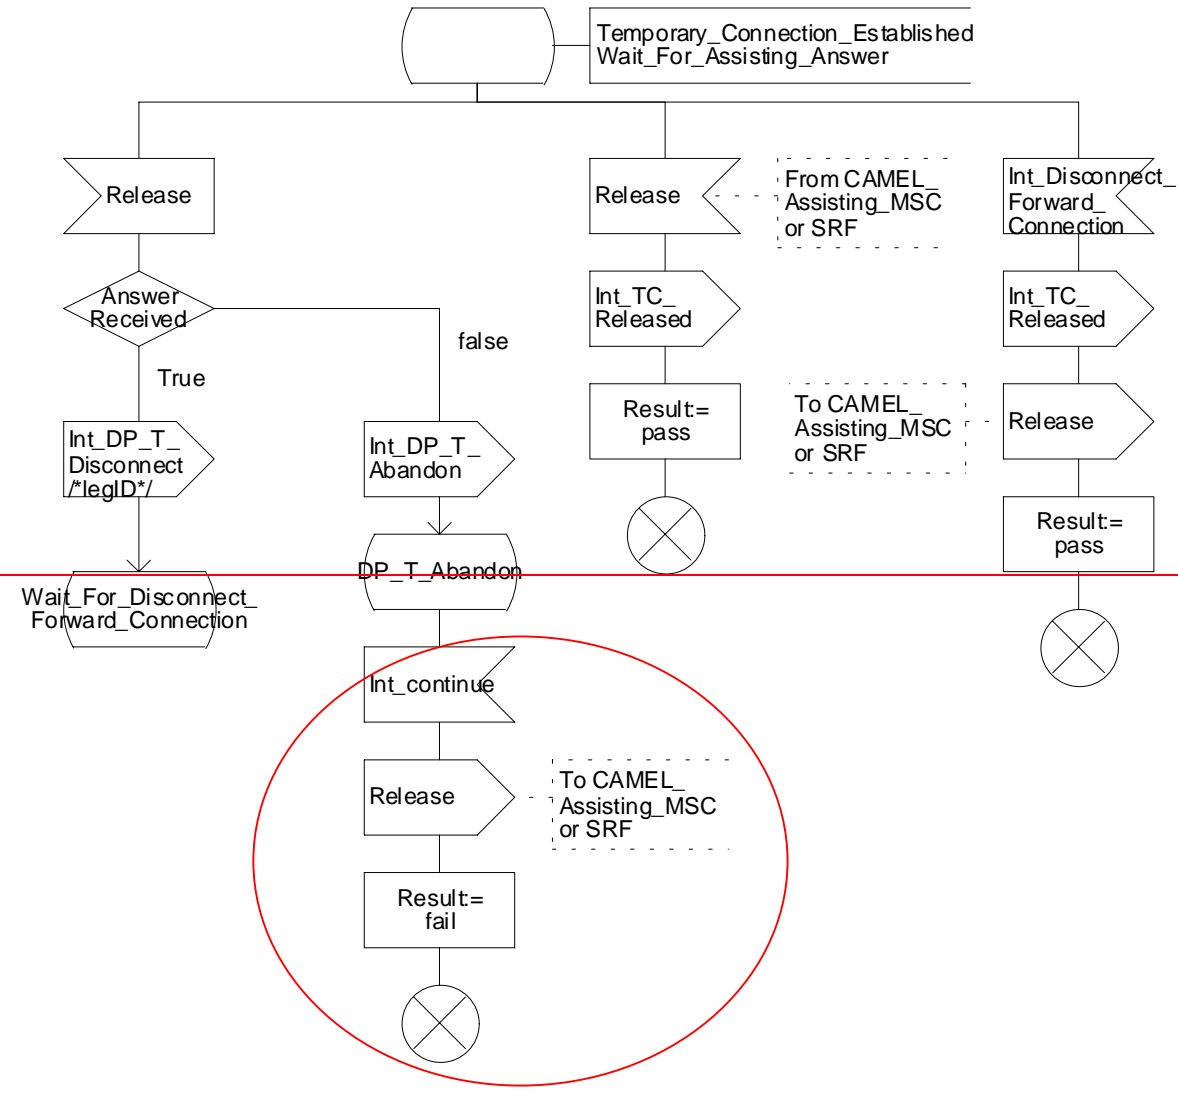 Temporary_Connection_Established
Wait_For_Assisting_Answer
Release
Release
From CAMEL_
Assisting_MSC
or SRF
Int_Disconnect_
Forward_
Connection
Answer
Received
Int_TC_
Released
Int_TC_
Released
false
True
Result:=
pass
To CAMEL_
Assisting_MSC
or SRF
Release
Int_DP_T_
Disconnect
/*legID*/
Int_DP_T_
Abandon
Result:=
pass
DP_T_Abandon
Wait_For_Disconnect_
Forward_Connection
Int_continue
Release
To CAMEL_
Assisting_MSC
or SRF
Result:=
fail